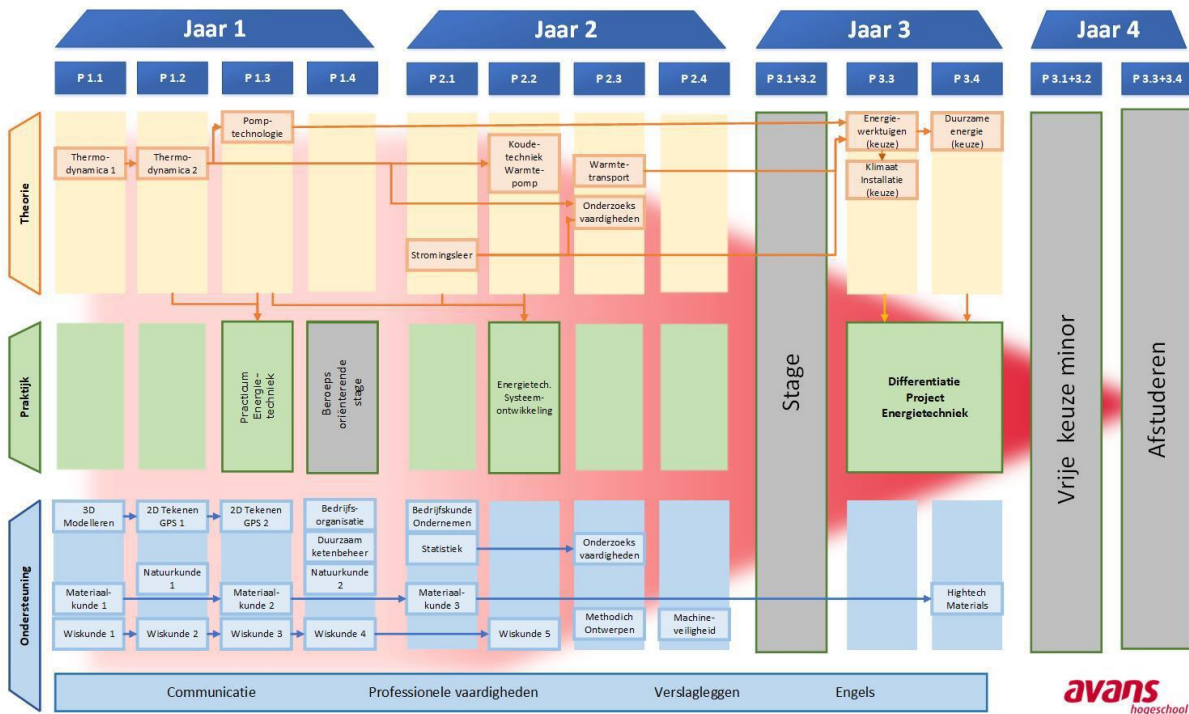 Jaar 1
Jaar 2
Jaar 3
Jaar 4
P 1.1
P 1.2
P 1.3
P 1.4
P 2.1
P 2.2
P 2.3
P 2.4
P 3.1+3.2
P 3.3
P 3.4
P 3.1+3.2
P 3.3+3.4
Theorie
Pomp-
technologie
Thermo-
dynamica 1
Thermo-
dynamica 2
Koude-
techniek
Warmte-
pomp
Warmte-
transport
Onderzoeks
vaardigheden
Stromingsleer
Energie-
werktuigen
(keuze)
Duurzame
energie
(keuze)
Klimaat
Installatie
(keuze)
Praktijk
Practicum
Energie-
techniek
Beroeps
oriënterende
stage
Energietech.
Systeem-
ontwikkeling
Stage
Differentiatie
Project
Energietechniek
Vrije keuze minor
Afstuderen
Ondersteuning
3D
Modelleren
2D Tekenen
GPS 1
2D Tekenen
GPS 2
Bedrijfs-
organisatie
Duurzaam
ketenbeheer
Natuurkunde
1
Natuurkunde
2
Bedrijfskunde
Ondernemen
Statistiek
Onderzoeks
vaardigheden
Materiaal-
kunde 1
Materiaal-
kunde 2
Materiaal-
kunde 3
Hightech
Materials
Wiskunde 1
Wiskunde 2
Wiskunde 3
Wiskunde 4
Wiskunde 5
Methodich
Ontwerpen
Machine-
veiligheid
Communicatie
Professionele vaardigheden
Verslagleggen
Engels
avans
hogeschool